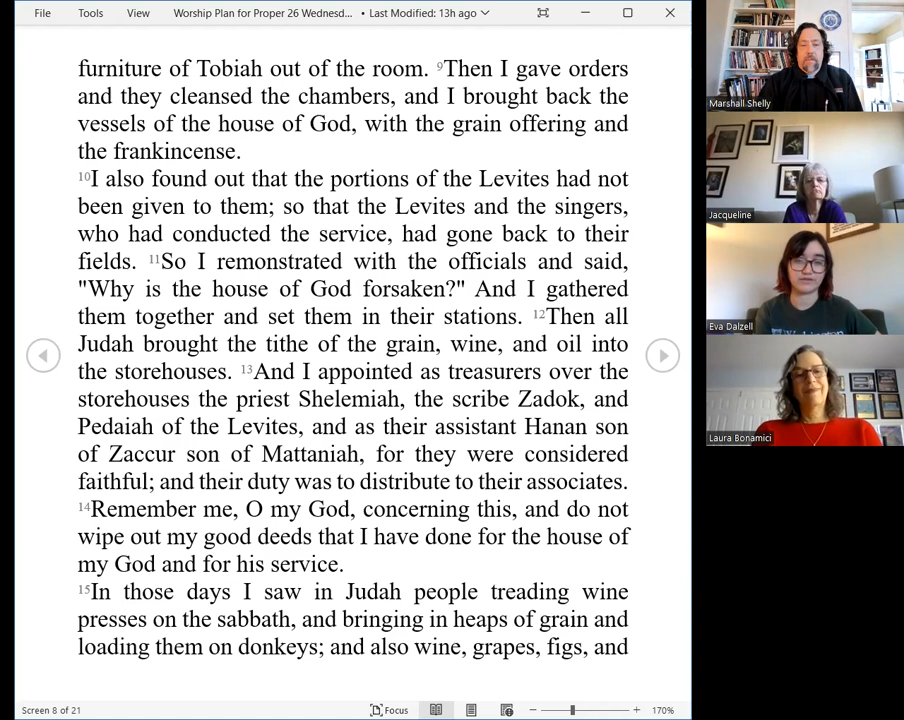 File Tools View Worship Plan for Proper 26 Wednesd... • Last Modified: 13h ago
furniture of Tobiah out of the room. 9Then I gave orders
and they cleansed the chambers, and I brought back the
vessels of the house of God, with the grain offering and
the frankincense.
10I also found out that the portions of the Levites had not
been given to them; so that the Levites and the singers,
who had conducted the service, had gone back to their
fields. 11So I remonstrated with the officials and said,
"Why is the house of God forsaken?" And I gathered
them together and set them in their stations. 12Then all
Judah brought the tithe of the grain, wine, and oil into
the storehouses. 13And I appointed as treasurers over the
storehouses the priest Shelemiah, the scribe Zadok, and
Pedaiah of the Levites, and as their assistant Hanan son
of Zaccur son of Mattaniah, for they were considered
faithful; and their duty was to distribute to their associates.
14Remember me, O my God, concerning this, and do not
wipe out my good deeds that I have done for the house of
my God and for his service.
15In those days I saw in Judah people treading wine
presses on the sabbath, and bringing in heaps of grain and
loading them on donkeys; and also wine, grapes, figs, and
Screen 8 of 21 Focus 170%
Marshall Shelly
Jacqueline
Eva Dalzell
Laura Bonamici